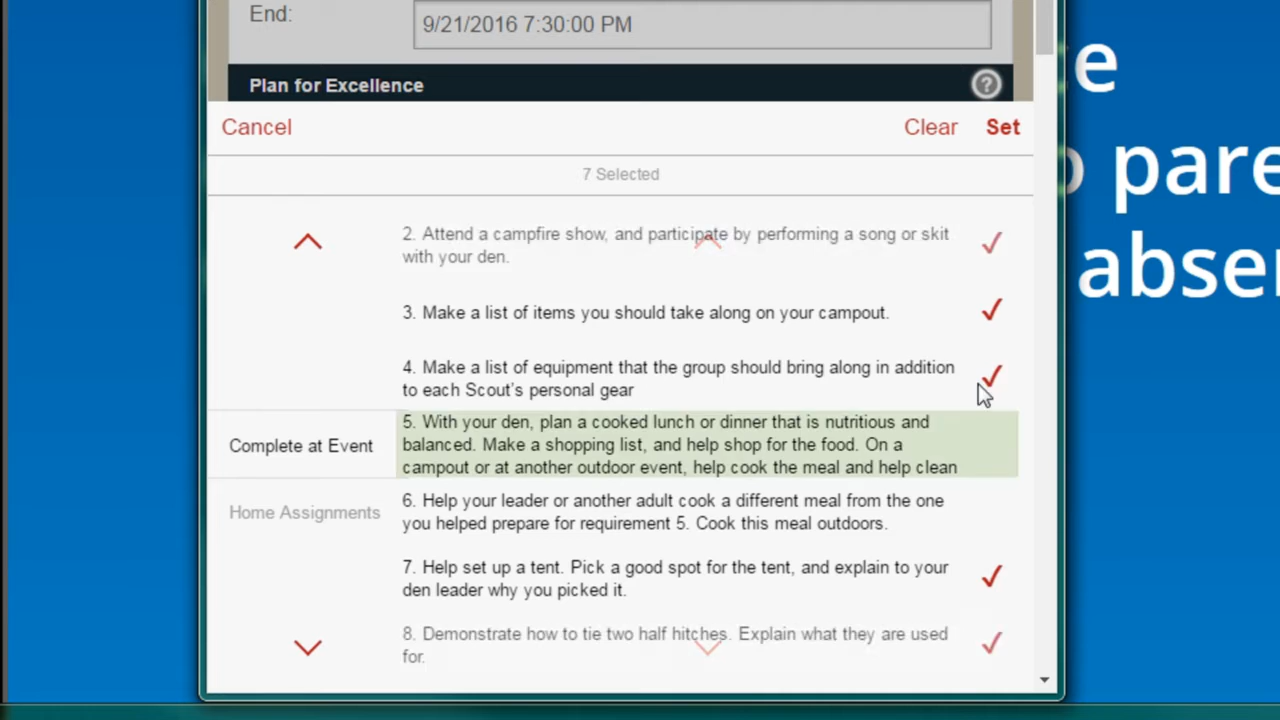 End:
9/21/2016 7:30:00 PM
Plan for Excellence
?
Cancel
Clear
Set
7 Selected
2. Attend a campfire show, and participate by performing a song or skit
with your den.
3. Make a list of items you should take along on your campout.
4. Make a list of equipment that the group should bring along in addition
to each Scout's personal gear
Complete at Event
5. With your den, plan a cooked lunch or dinner that is nutritious and
balanced. Make a shopping list, and help shop for the food. On a
campout or at another outdoor event, help cook the meal and help clean
Home Assignments
6. Help your leader or another adult cook a different meal from the one
you helped prepare for requirement 5. Cook this meal outdoors.
7. Help set up a tent. Pick a good spot for the tent, and explain to your
den leader why you picked it.
8. Demonstrate how to tie two half hitches. Explain what they are used
for.